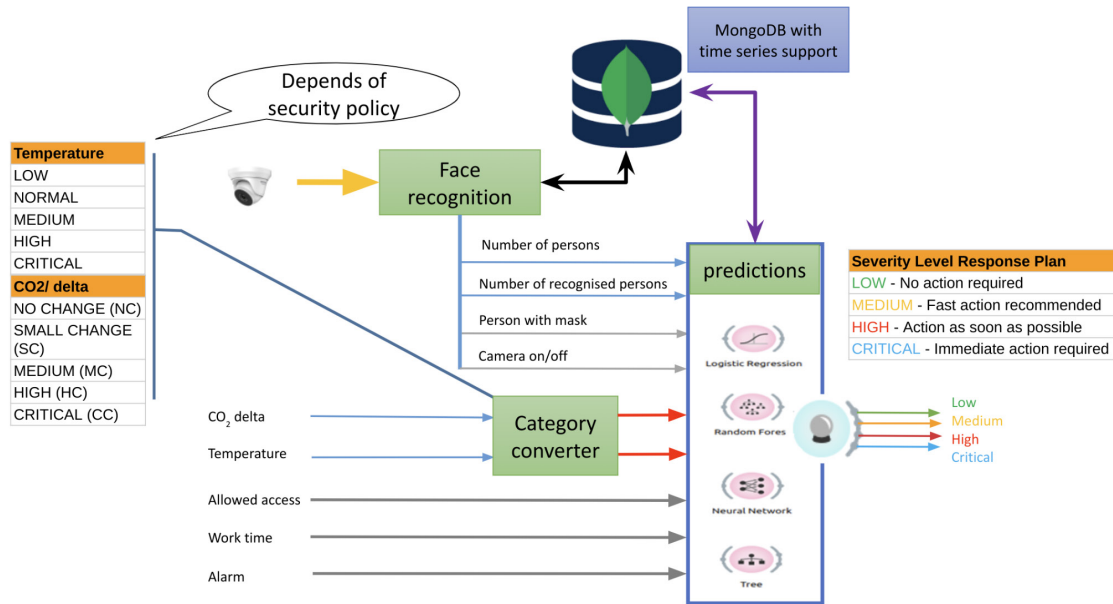 MongoDB with
time series support
Depends of
security policy
Temperature
LOW
NORMAL
MEDIUM
HIGH
CRITICAL
CO2/ delta
NO CHANGE (NC)
SMALL CHANGE
(SC)
MEDIUM (MC)
HIGH (HC)
CRITICAL (CC)
Face
recognition
Number of persons
Number of recognised persons
Person with mask
Camera on/off
CO₂ delta
Temperature
Category
converter
Allowed access
Work time
Alarm
predictions
Logistic Regression
Random Fores
Neural Network
Tree
Severity Level Response Plan
LOW - No action required
MEDIUM - Fast action recommended
HIGH - Action as soon as possible
CRITICAL - Immediate action required
Low
Medium
High
Critical